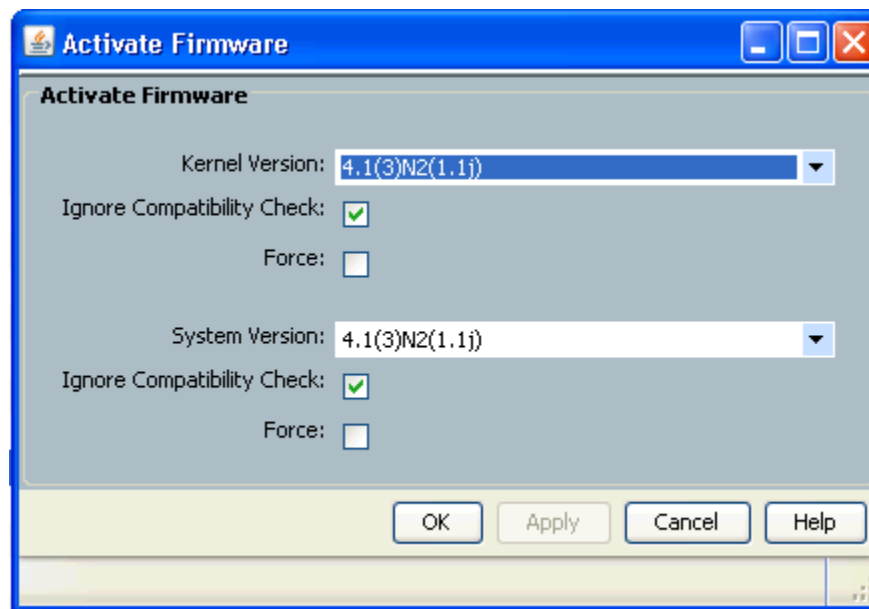 Activate Firmware
Activate Firmware
Kernel Version: 4.1(3)N2(1.1j)
Ignore Compatibility Check:
Force:
System Version: 4.1(3)N2(1.1j)
Ignore Compatibility Check:
Force:
OK Apply Cancel Help